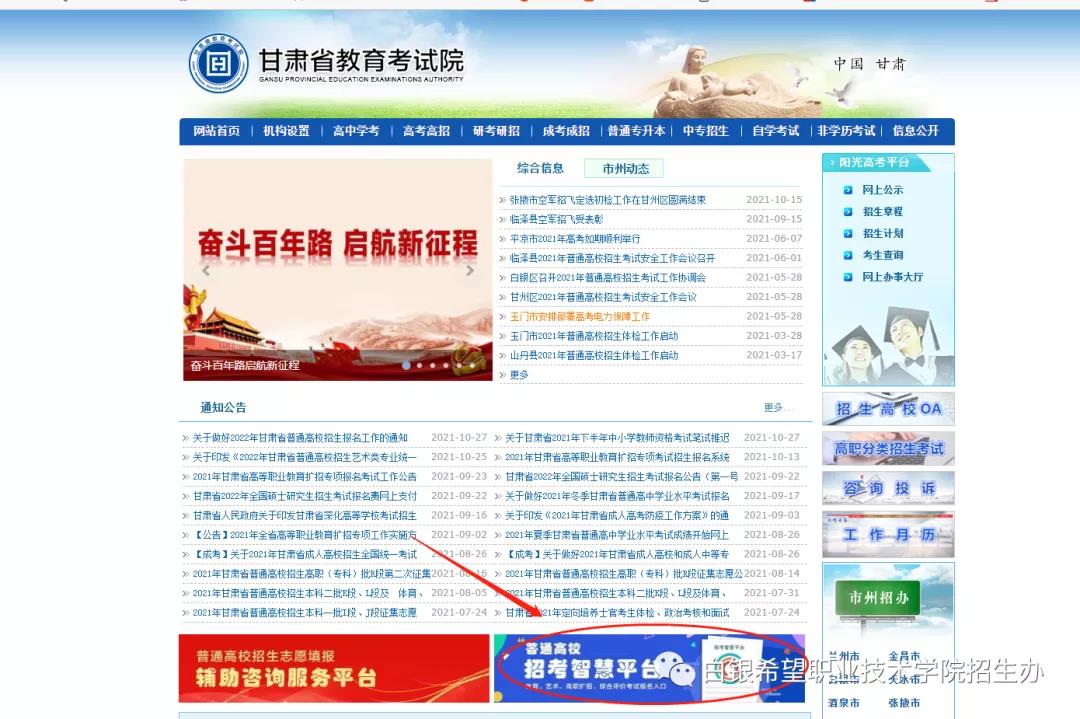 甘肃省教育考试院
GANSU PROVINCIAL EDUCATION EXAMINATIONS AUTHORITY
中国 甘肃
网站首页 机构设置 高中学考 高考高招 研考研招 成考成招 普通专升本 中专招生 自学考试 非学历考试 信息公开
奋斗百年路 启航新征程
奋斗百年路启航新征程
综合信息 市州动态
张掖市空军招飞定选初检工作在甘州区圆满结束 2021-10-15
临泽县空军招飞受表彰 2021-09-15
平凉市2021年高考如期顺利举行 2021-06-07
临泽县2021年普通高校招生考试安全工作会议召开 2021-06-01
白银区召开2021年普通高校招生考试工作协调会 2021-05-28
甘州区2021年普通高校招生考试安全工作会议 2021-05-28
玉门市安排部署高考电力保障工作 2021-05-28
玉门市2021年普通高校招生体检工作启动 2021-03-28
山丹县2021年普通高校招生体检工作启动 2021-03-17
更多
阳光高考平台
网上公示
招生章程
招生计划
考生查询
网上办事大厅
招生高校OA
高职分类招生考试
咨询投诉
工作月历
市州招办
兰州市 金昌市
酒泉市 张掖市
通知公告 更多...
关于做好2022年甘肃省普通高校招生报名工作的通知 2021-10-27
关于印发《2022年甘肃省普通高校招生艺术类专业统一 2021-10-25
2021年甘肃省高等职业教育扩招专项报名考试工作公告 2021-09-23
甘肃省2022年全国硕士研究生招生考试报名费网上支付 2021-09-22
甘肃省人民政府关于印发甘肃省深化高等学校考试招生 2021-09-16
【公告】2021年全省高等职业教育扩招专项工作实施方 2021-09-02
【成考】关于2021年甘肃省成人高校招生全国统一考试 2021-08-26
2021年甘肃省普通高校招生高职（专科）批R段第二次征集 2021-08-16
2021年甘肃省普通高校招生本科二批K段、L段及 体育、 2021-08-05
2021年甘肃省普通高校招生本科一批I段、J段征集志愿 2021-07-24
关于甘肃省2021年下半年中小学教师资格考试笔试推迟 2021-10-27
2021年甘肃省高等职业教育扩招专项考试招生报名系统 2021-10-13
甘肃省2022年全国硕士研究生招生考试报名公告（第一号 2021-09-22
关于做好2021年冬季甘肃省普通高中学业水平考试报名 2021-09-17
关于印发《2021年甘肃省成人高考防疫工作方案》的通 2021-09-03
2021年夏季甘肃省普通高中学业水平考试成绩开始网上 2021-08-26
【成考】关于做好2021年甘肃省成人高校和成人中等专 2021-08-26
2021年甘肃省普通高校招生高职（专科）批R段征集志愿公 2021-08-14
2021年甘肃省普通高校招生本科二批K段、L段及体育、 2021-07-31
甘肃省2021年定向培养士官考生体检、政治考核和面试 2021-07-24
普通高校招生志愿填报
辅助咨询服务平台
普通高校
招考智慧平台
体育、艺术、高职扩招、综合评价考试报名入口
招考智慧平台
白银希望职业技术学院招生办